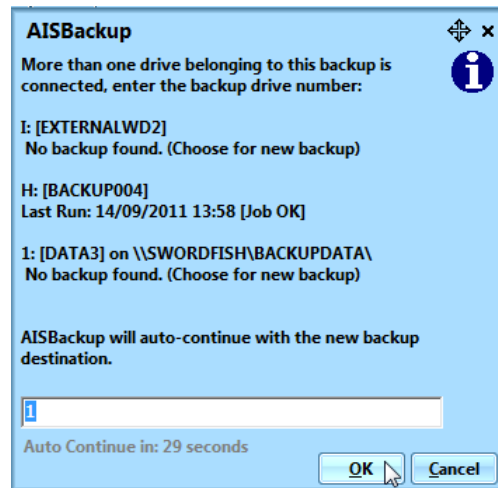 AISBackup
More than one drive belonging to this backup is
connected, enter the backup drive number:
I: [EXTERNALWD2]
No backup found. (Choose for new backup)
H: [BACKUP004]
Last Run: 14/09/2011 13:58 [Job OK]
1: [DATA3] on \\SWORDFISH\BACKUPDATA\
No backup found. (Choose for new backup)
AISBackup will auto-continue with the new backup
destination.
1
Auto Continue in: 29 seconds
OK Cancel